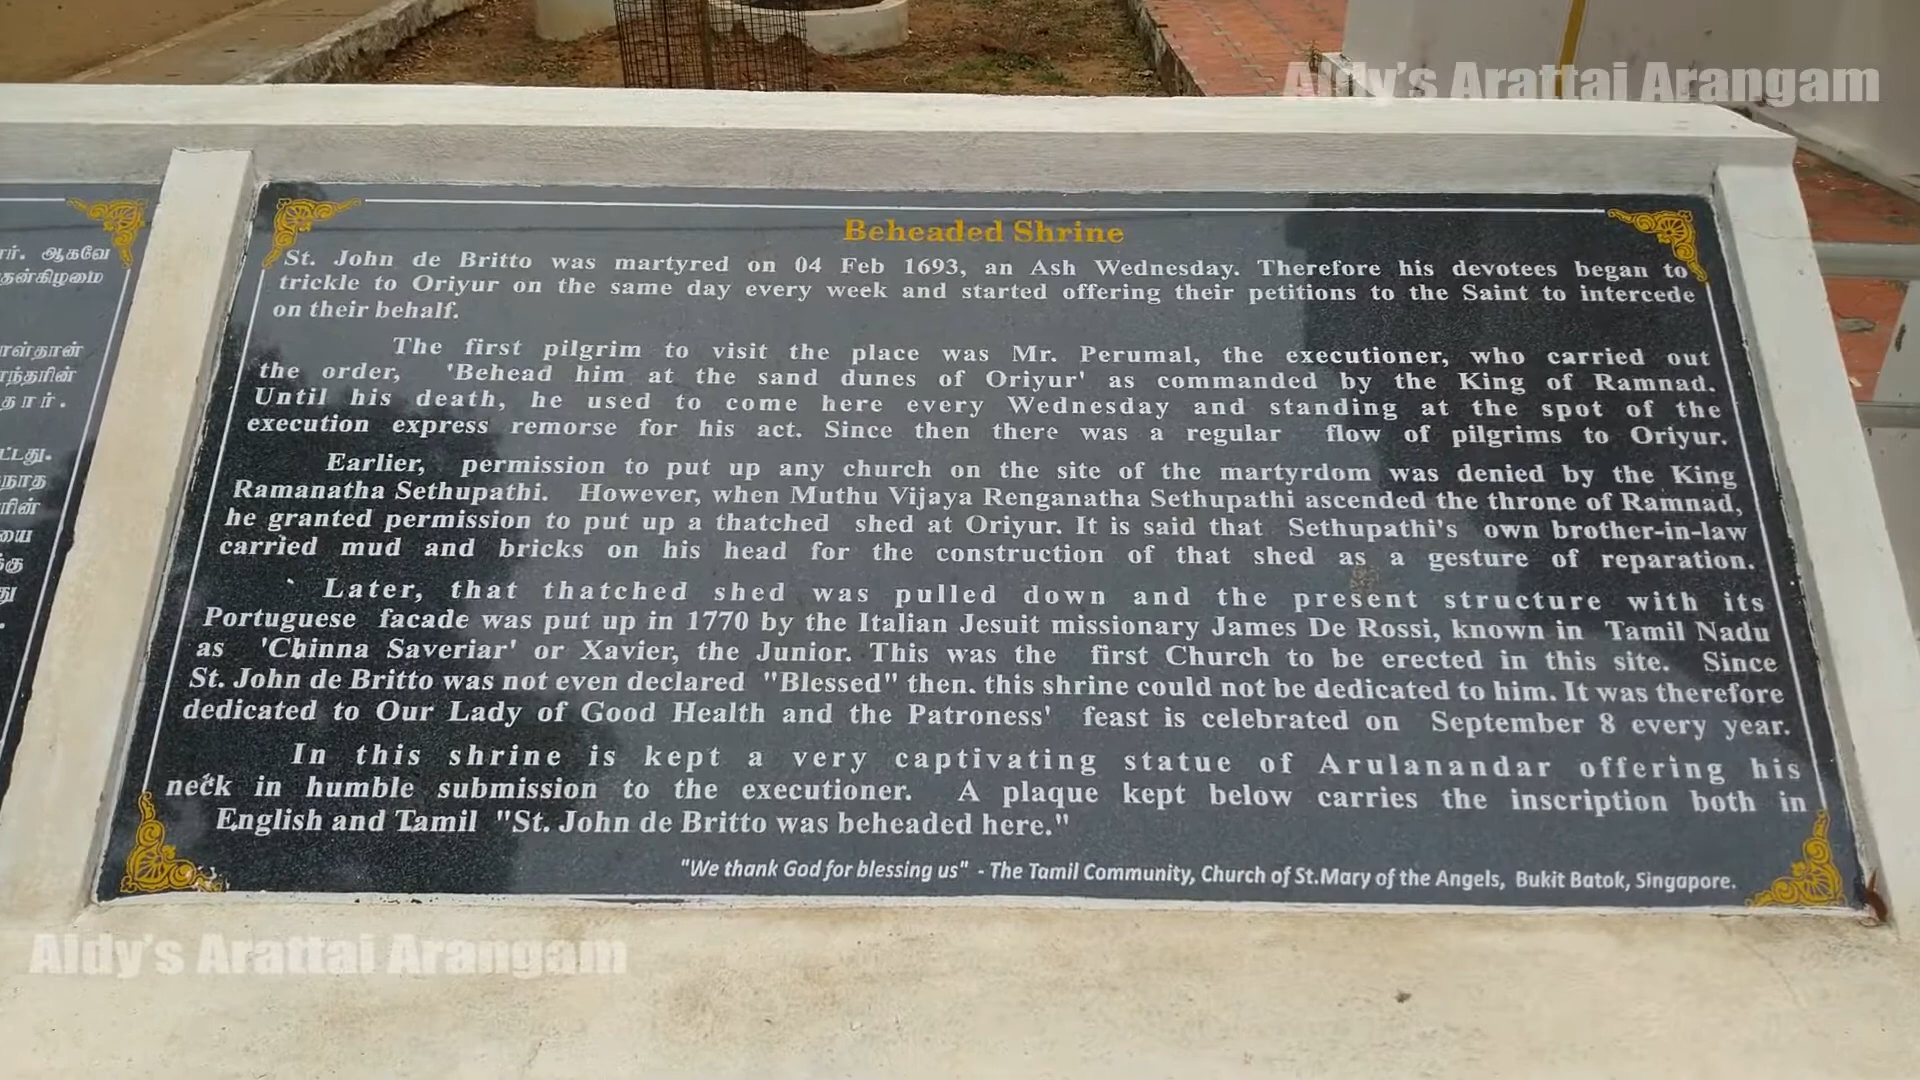 Aldy's Arattai Arangam
Beheaded Shrine
St. John de Britto was martyred on 04 Feb 1693, an Ash Wednesday. Therefore his devotees began to
trickle to Oriyur on the same day every week and started offering their petitions to the Saint to intercede
on their behalf.
The first pilgrim to visit the place was Mr. Perumal, the executioner, who carried out
the order, 'Behead him at the sand dunes of Oriyur' as commanded by the King of Ramnad.
Until his death, he used to come here every Wednesday and standing at the spot of the
execution express remorse for his act. Since then there was a regular flow of pilgrims to Oriyur.
Earlier, permission to put up any church on the site of the martyrdom was denied by the King
Ramanatha Sethupathi. However, when Muthu Vijaya Renganatha Sethupathi ascended the throne of Ramnad,
he granted permission to put up a thatched shed at Oriyur. It is said that Sethupathi's own brother-in-law
carried mud and bricks on his head for the construction of that shed as a gesture of reparation.
Later, that thatched shed was pulled down and the present structure with its
Portuguese facade was put up in 1770 by the Italian Jesuit missionary James De Rossi, known in Tamil Nadu
as 'Chinna Saveriar' or Xavier, the Junior. This was the first Church to be erected in this site. Since
St. John de Britto was not even declared "Blessed" then. this shrine could not be dedicated to him. It was therefore
dedicated to Our Lady of Good Health and the Patroness' feast is celebrated on September 8 every year.
In this shrine is kept a very captivating statue of Arulanandar offering his
neck in humble submission to the executioner. A plaque kept below carries the inscription both in
English and Tamil "St. John de Britto was beheaded here."
"We thank God for blessing us" - The Tamil Community, Church of St.Mary of the Angels, Bukit Batok, Singapore.
Aldy's Arattai Arangam